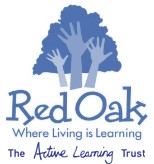 Red Oak
Where Living is Learning
The Active Learning Trust